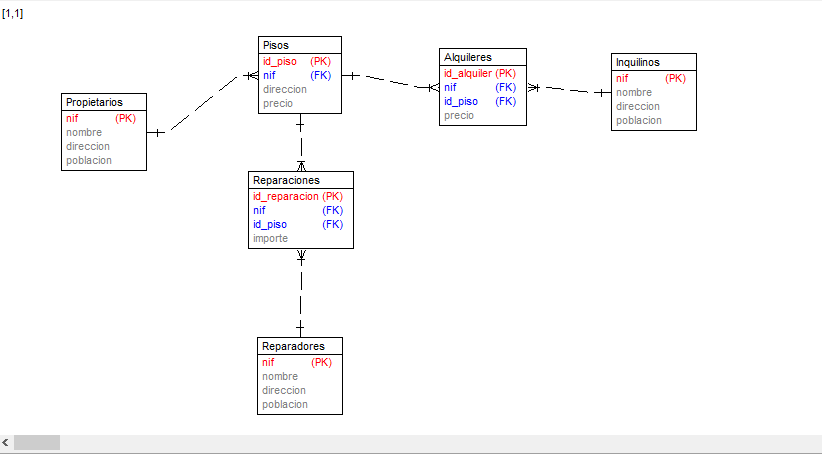 [1,1]
Pisos
id_piso (PK)
nif (FK)
direccion
precio
Alquileres
id_alquiler (PK)
nif (FK)
id_piso (FK)
precio
Inquilinos
nif (PK)
nombre
direccion
poblacion
Propietarios
nif (PK)
nombre
direccion
poblacion
Reparaciones
id_reparacion (PK)
nif (FK)
id_piso (FK)
importe
Reparadores
nif (PK)
nombre
direccion
poblacion